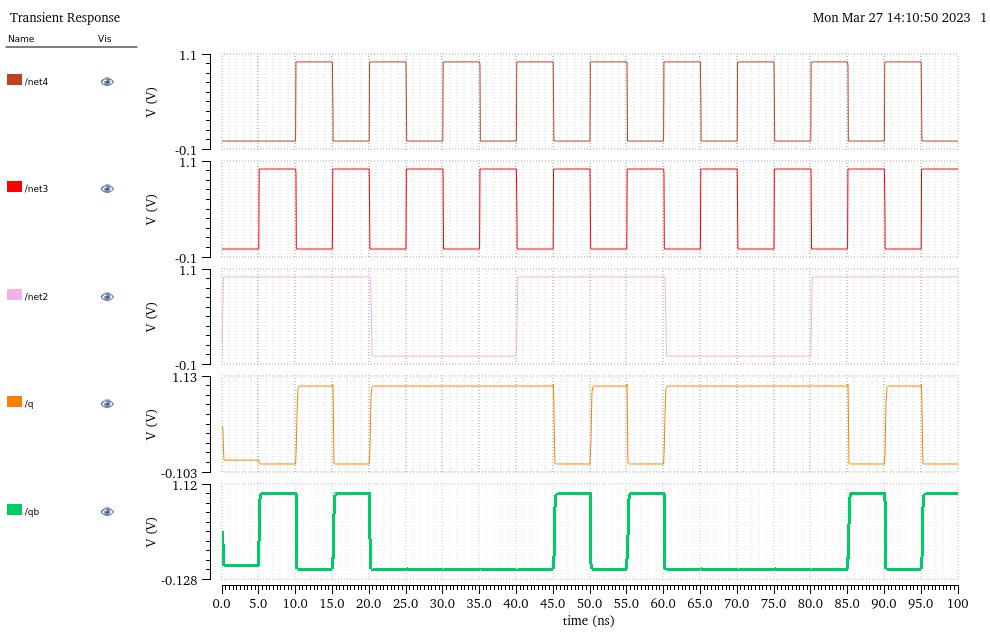 Transient Response
Mon Mar 27 14:10:50 2023 1
Name Vis
/net4
1.1
V (V)
-0.1
/net3
1.1
V (V)
-0.1
/net2
1.1
V (V)
-0.1
/q
1.13
V (V)
-0.103
/qb
1.12
V (V)
-0.128
0.0 5.0 10.0 15.0 20.0 25.0 30.0 35.0 40.0 45.0 50.0 55.0 60.0 65.0 70.0 75.0 80.0 85.0 90.0 95.0 100
time (ns)